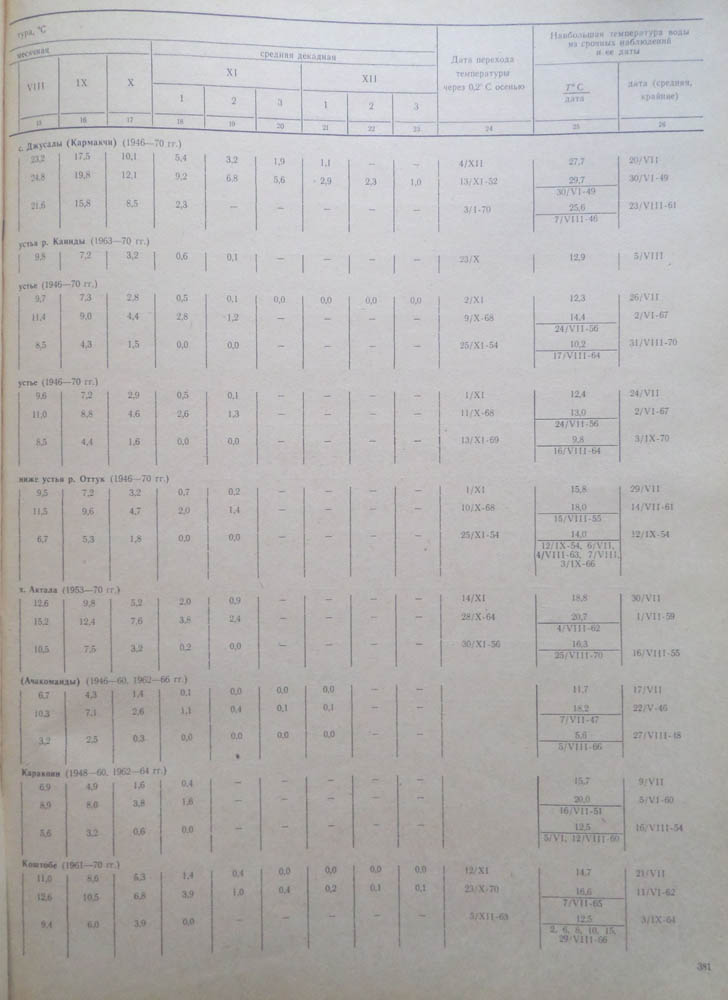 тура, °С
месячная
средняя декадная
Дата перехода температуры через 0,2° С осенью
Наибольшая температура воды из срочных наблюдений и ее даты
VIII IX X XI XII
1 2 3 1 2 3
T° C дата
дата (средняя, крайние)
15 16 17 18 19 20 21 22 23 24 25 26
с. Джусалы (Кармакчи) (1946—70 гг.)
23,2 17,5 10,1 5,4 3,2 1,9 1,1 — — 4/XII 27,7 20/VII
24,8 19,8 12,1 9,2 6,8 5,6 2,9 2,3 1,0 13/XI-52 29,7 30/VI-49
30/VI-49
21,6 15,8 8,5 2,3 — — — — — 3/I-70 25,6 23/VIII-61
7/VIII-46
устья р. Каинды (1963—70 гг.)
9,8 7,2 3,2 0,6 0,1 — — — — 23/X 12,9 5/VIII
устье (1946—70 гг.)
9,7 7,3 2,8 0,5 0,1 0,0 0,0 0,0 0,0 2/XI 12,3 26/VII
11,4 9,0 4,4 2,8 1,2 — — — — 9/X-68 14,4 2/VI-67
24/VII-56
8,5 4,3 1,5 0,0 0,0 — — — — 25/XI-54 10,2 31/VIII-70
17/VIII-64
устье (1946—70 гг.)
9,6 7,2 2,9 0,5 0,1 — — — — 1/XI 12,4 24/VII
11,0 8,8 4,6 2,6 1,3 — — — — 11/X-68 13,0 2/VI-67
24/VII-56
8,5 4,4 1,6 0,0 0,0 — — — — 13/XI-69 9,8 3/IX-70
16/VIII-64
ниже устья р. Оттук (1946—70 гг.)
9,5 7,2 3,2 0,7 0,2 — — — — 1/XI 15,8 29/VII
11,5 9,6 4,7 2,0 1,4 — — — — 10/X-68 18,0 14/VII-61
15/VIII-55
6,7 5,3 1,8 0,0 0,0 — — — — 25/XI-54 14,0 12/IX-54
12/IX-54, 6/VII,
4/VIII-63, 7/VIII,
3/IX-66
х. Актала (1953—70 гг.)
12,6 9,8 5,2 2,0 0,9 — — — — 14/XI 18,8 30/VII
15,2 12,4 7,6 3,8 2,4 — — — — 28/X-64 20,7 1/VII-59
4/VIII-62
10,5 7,5 3,2 0,2 0,0 — — — — 30/XI-56 16,3 16/VIII-55
25/VIII-70
(Ачакоманды) (1946—60, 1962—66 гг.)
6,7 4,3 1,4 0,1 0,0 0,0 0,0 — — 11,7 17/VII
10,3 7,1 2,6 1,1 0,4 0,1 0,1 — — 18,2 22/V-46
7/VII-47
3,2 2,5 0,3 0,0 0,0 0,0 0,0 — — 5,6 27/VIII-48
5/VIII-66
Каракоин (1948—60, 1962—64 гг.)
6,9 4,9 1,6 0,4 — — — — — 15,7 9/VII
8,9 8,6 3,8 1,6 — — — — — 20,0 5/VI-60
16/VII-51
5,6 3,2 0,6 0,0 — — — — — 12,5 16/VIII-54
5/VI, 12/VIII-60
Коштобе (1961—70 гг.)
11,0 8,6 5,3 1,4 0,4 0,0 0,0 0,0 0,0 12/XI 14,7 21/VII
12,6 10,5 6,8 3,9 1,0 0,4 0,2 0,1 0,1 23/X-70 16,6 11/VI-62
7/VII-65
9,4 6,0 3,9 0,0 — — — — — 5/XII-63 12,5 3/IX-64
2, 6, 8, 10, 15,
29/VIII-66
381